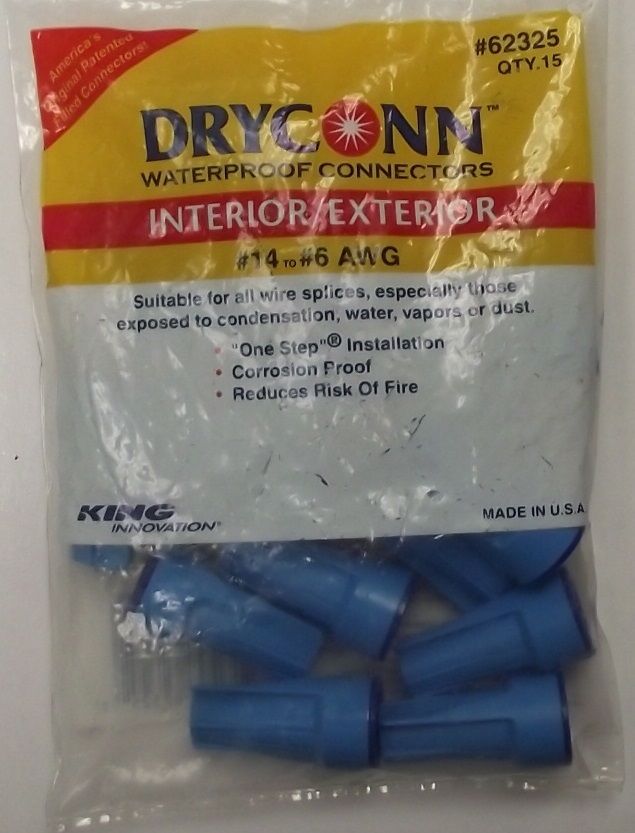 America's
Original Patented
Filled Connectors!
#62325
QTY.15
DRYCONN™
WATERPROOF CONNECTORS
INTERIOR/EXTERIOR
#14 TO #6 AWG
Suitable for all wire splices, especially those
exposed to condensation, water, vapors or dust.
• "One Step"® Installation
• Corrosion Proof
• Reduces Risk Of Fire
KING
INNOVATION®
MADE IN U.S.A